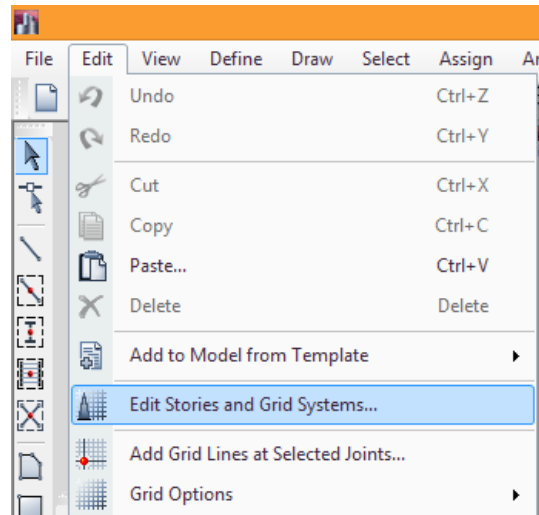 File Edit View Define Draw Select Assign
Undo Ctrl+Z
Redo Ctrl+Y
Cut Ctrl+X
Copy Ctrl+C
Paste... Ctrl+V
Delete Delete
Add to Model from Template
Edit Stories and Grid Systems...
Add Grid Lines at Selected Joints...
Grid Options